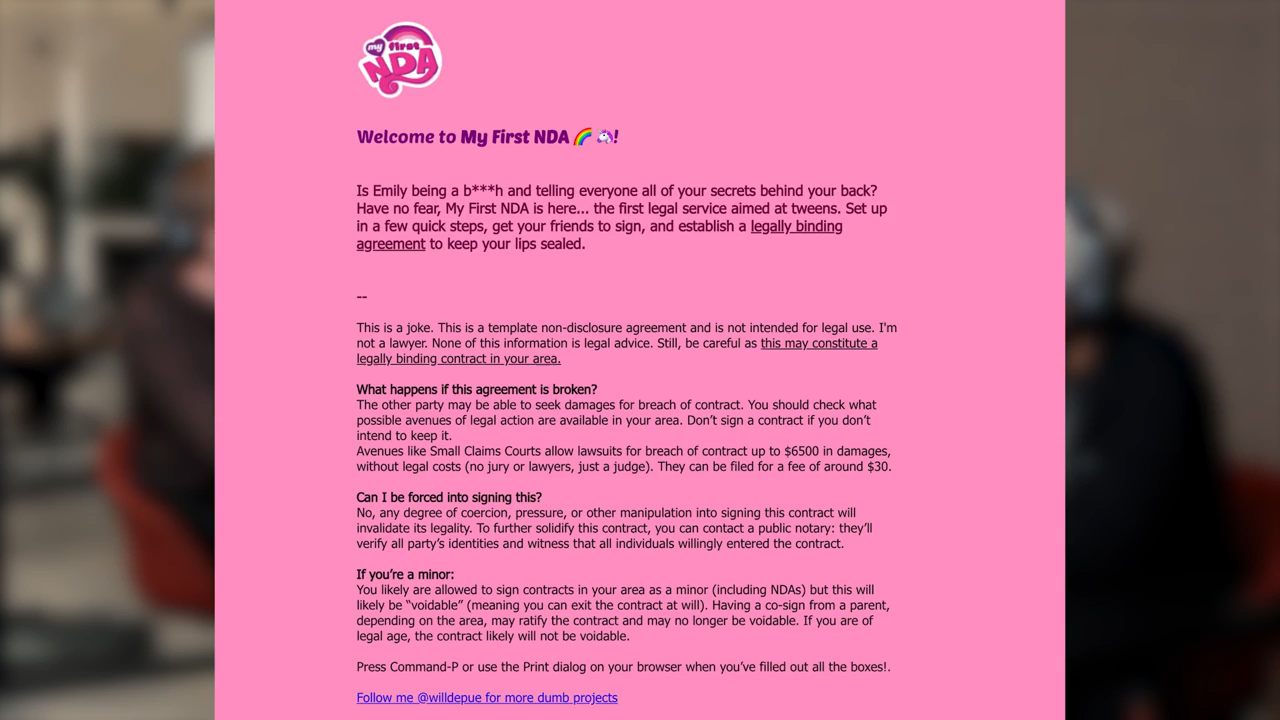 my first
NDA
Welcome to My First NDA 🌈 🦄!
Is Emily being a b***h and telling everyone all of your secrets behind your back?
Have no fear, My First NDA is here... the first legal service aimed at tweens. Set up
in a few quick steps, get your friends to sign, and establish a legally binding
agreement to keep your lips sealed.
--
This is a joke. This is a template non-disclosure agreement and is not intended for legal use. I'm
not a lawyer. None of this information is legal advice. Still, be careful as this may constitute a
legally binding contract in your area.
What happens if this agreement is broken?
The other party may be able to seek damages for breach of contract. You should check what
possible avenues of legal action are available in your area. Don’t sign a contract if you don’t
intend to keep it.
Avenues like Small Claims Courts allow lawsuits for breach of contract up to $6500 in damages,
without legal costs (no jury or lawyers, just a judge). They can be filed for a fee of around $30.
Can I be forced into signing this?
No, any degree of coercion, pressure, or other manipulation into signing this contract will
invalidate its legality. To further solidify this contract, you can contact a public notary: they’ll
verify all party’s identities and witness that all individuals willingly entered the contract.
If you’re a minor:
You likely are allowed to sign contracts in your area as a minor (including NDAs) but this will
likely be “voidable” (meaning you can exit the contract at will). Having a co-sign from a parent,
depending on the area, may ratify the contract and may no longer be voidable. If you are of
legal age, the contract likely will not be voidable.
Press Command-P or use the Print dialog on your browser when you’ve filled out all the boxes!.
Follow me @willdepue for more dumb projects